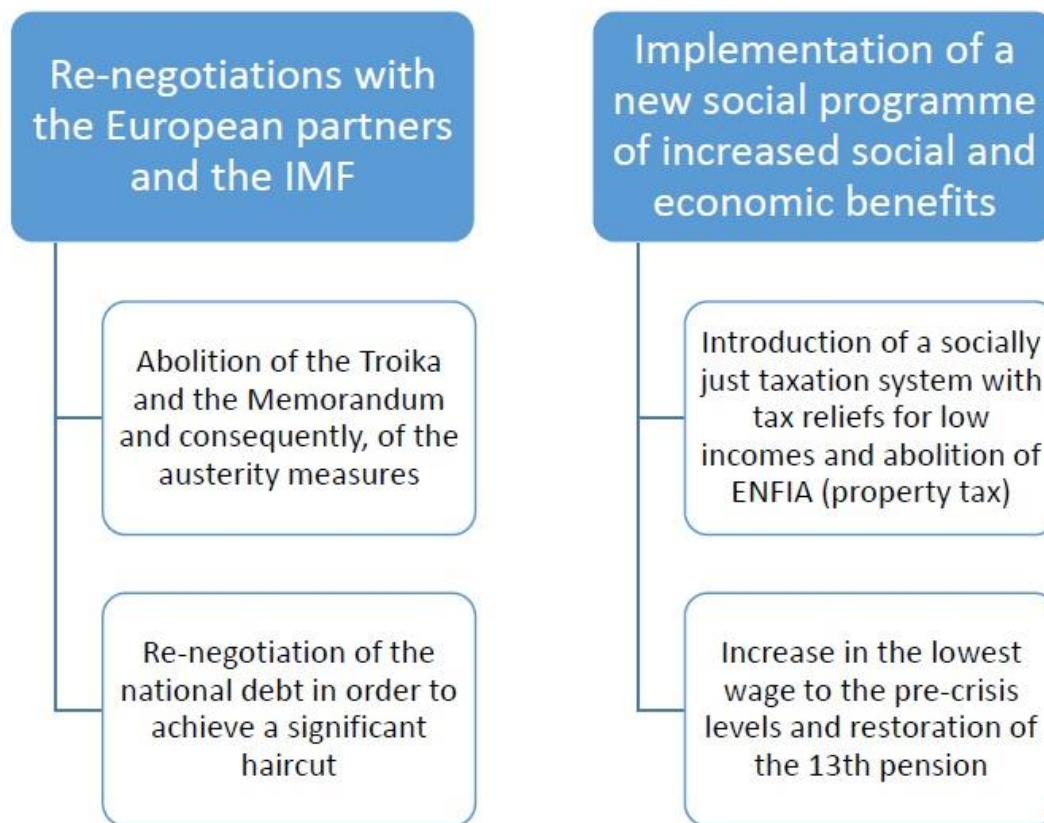 Re-negotiations with
the European partners
and the IMF
Abolition of the Troika
and the Memorandum
and consequently, of the
austerity measures
Re-negotiation of the
national debt in order to
achieve a significant
haircut
Implementation of a
new social programme
of increased social and
economic benefits
Introduction of a socially
just taxation system with
tax reliefs for low
incomes and abolition of
ENFIA (property tax)
Increase in the lowest
wage to the pre-crisis
levels and restoration of
the 13th pension